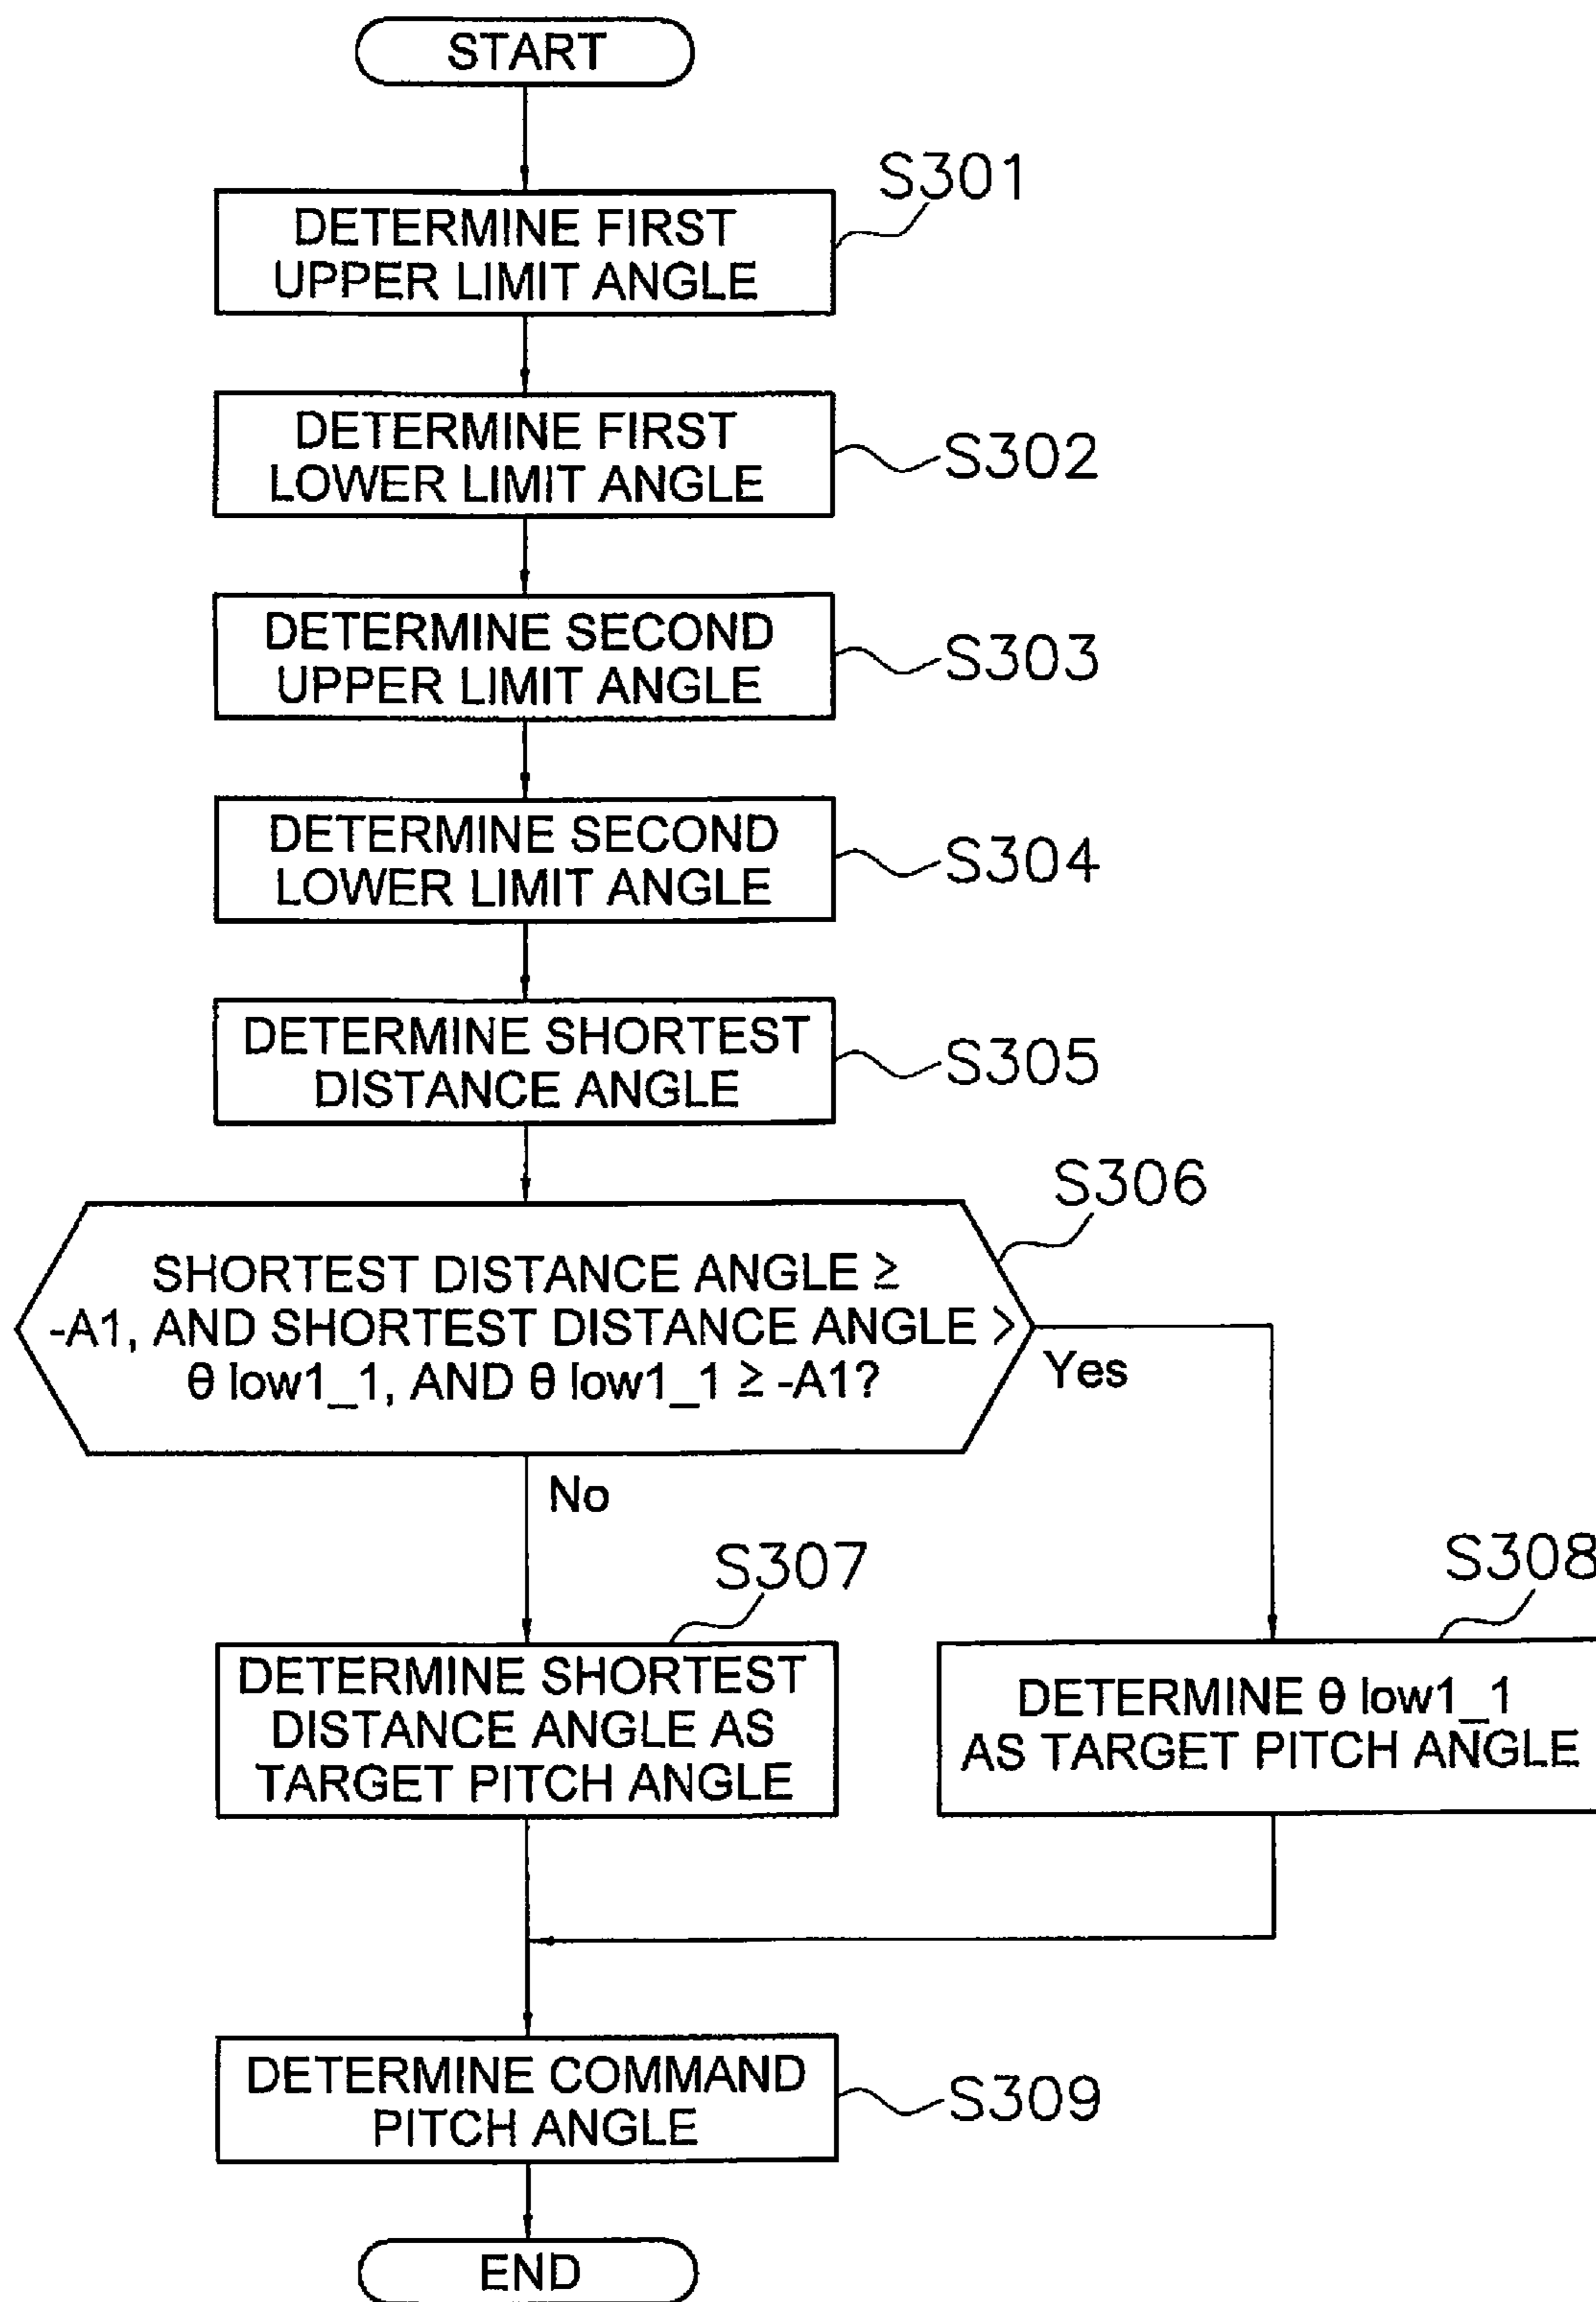 START
S301
DETERMINE FIRST
UPPER LIMIT ANGLE
DETERMINE FIRST
LOWER LIMIT ANGLE
S302
DETERMINE SECOND
UPPER LIMIT ANGLE
S303
DETERMINE SECOND
LOWER LIMIT ANGLE
S304
DETERMINE SHORTEST
DISTANCE ANGLE
S305
S306
SHORTEST DISTANCE ANGLE ≥
-A1, AND SHORTEST DISTANCE ANGLE >
θ low1_1, AND θ low1_1 ≥ -A1?
Yes
No
S307
DETERMINE SHORTEST
DISTANCE ANGLE AS
TARGET PITCH ANGLE
S308
DETERMINE θ low1_1
AS TARGET PITCH ANGLE
DETERMINE COMMAND
PITCH ANGLE
S309
END